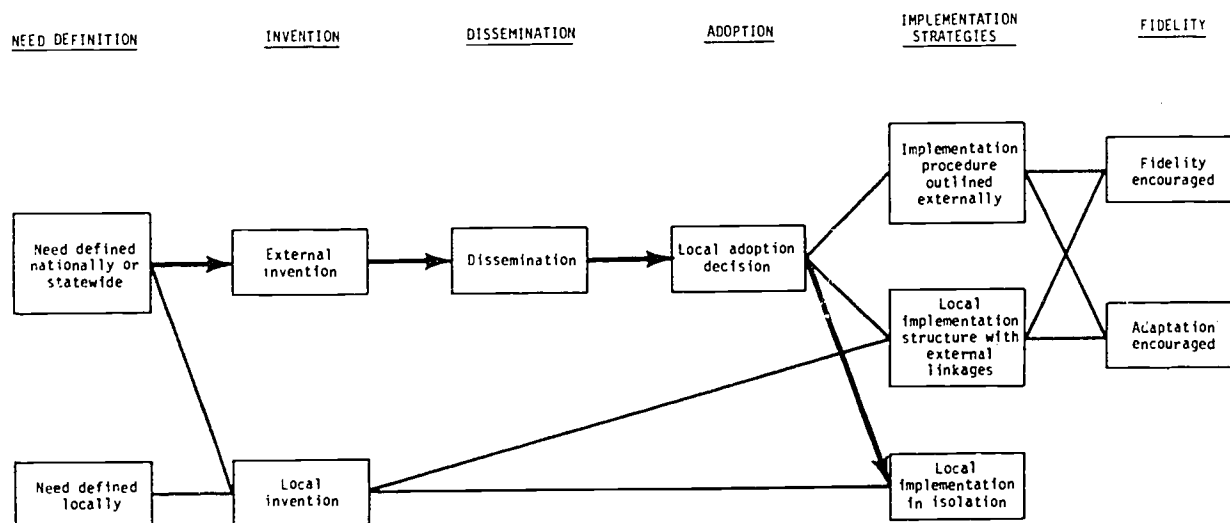 NEED DEFINITION
INVENTION
DISSEMINATION
ADOPTION
IMPLEMENTATION
STRATEGIES
FIDELITY
Need defined
nationally or
statewide
External
invention
Dissemination
Local adoption
decision
Implementation
procedure
outlined
externally
Fidelity
encouraged
Local
implementation
structure with
external
linkages
Adaptation
encouraged
Need defined
locally
Local
invention
Local
implementation
in isolation